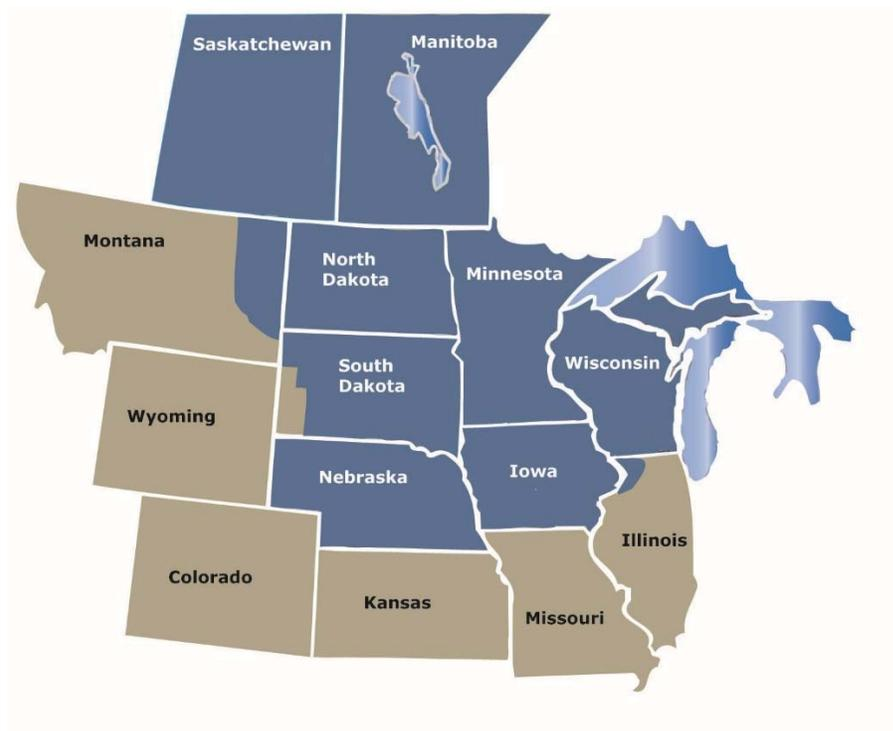 Saskatchewan
Manitoba
Montana
North
Dakota
Minnesota
South
Dakota
Wisconsin
Wyoming
Nebraska
Iowa
Illinois
Colorado
Kansas
Missouri